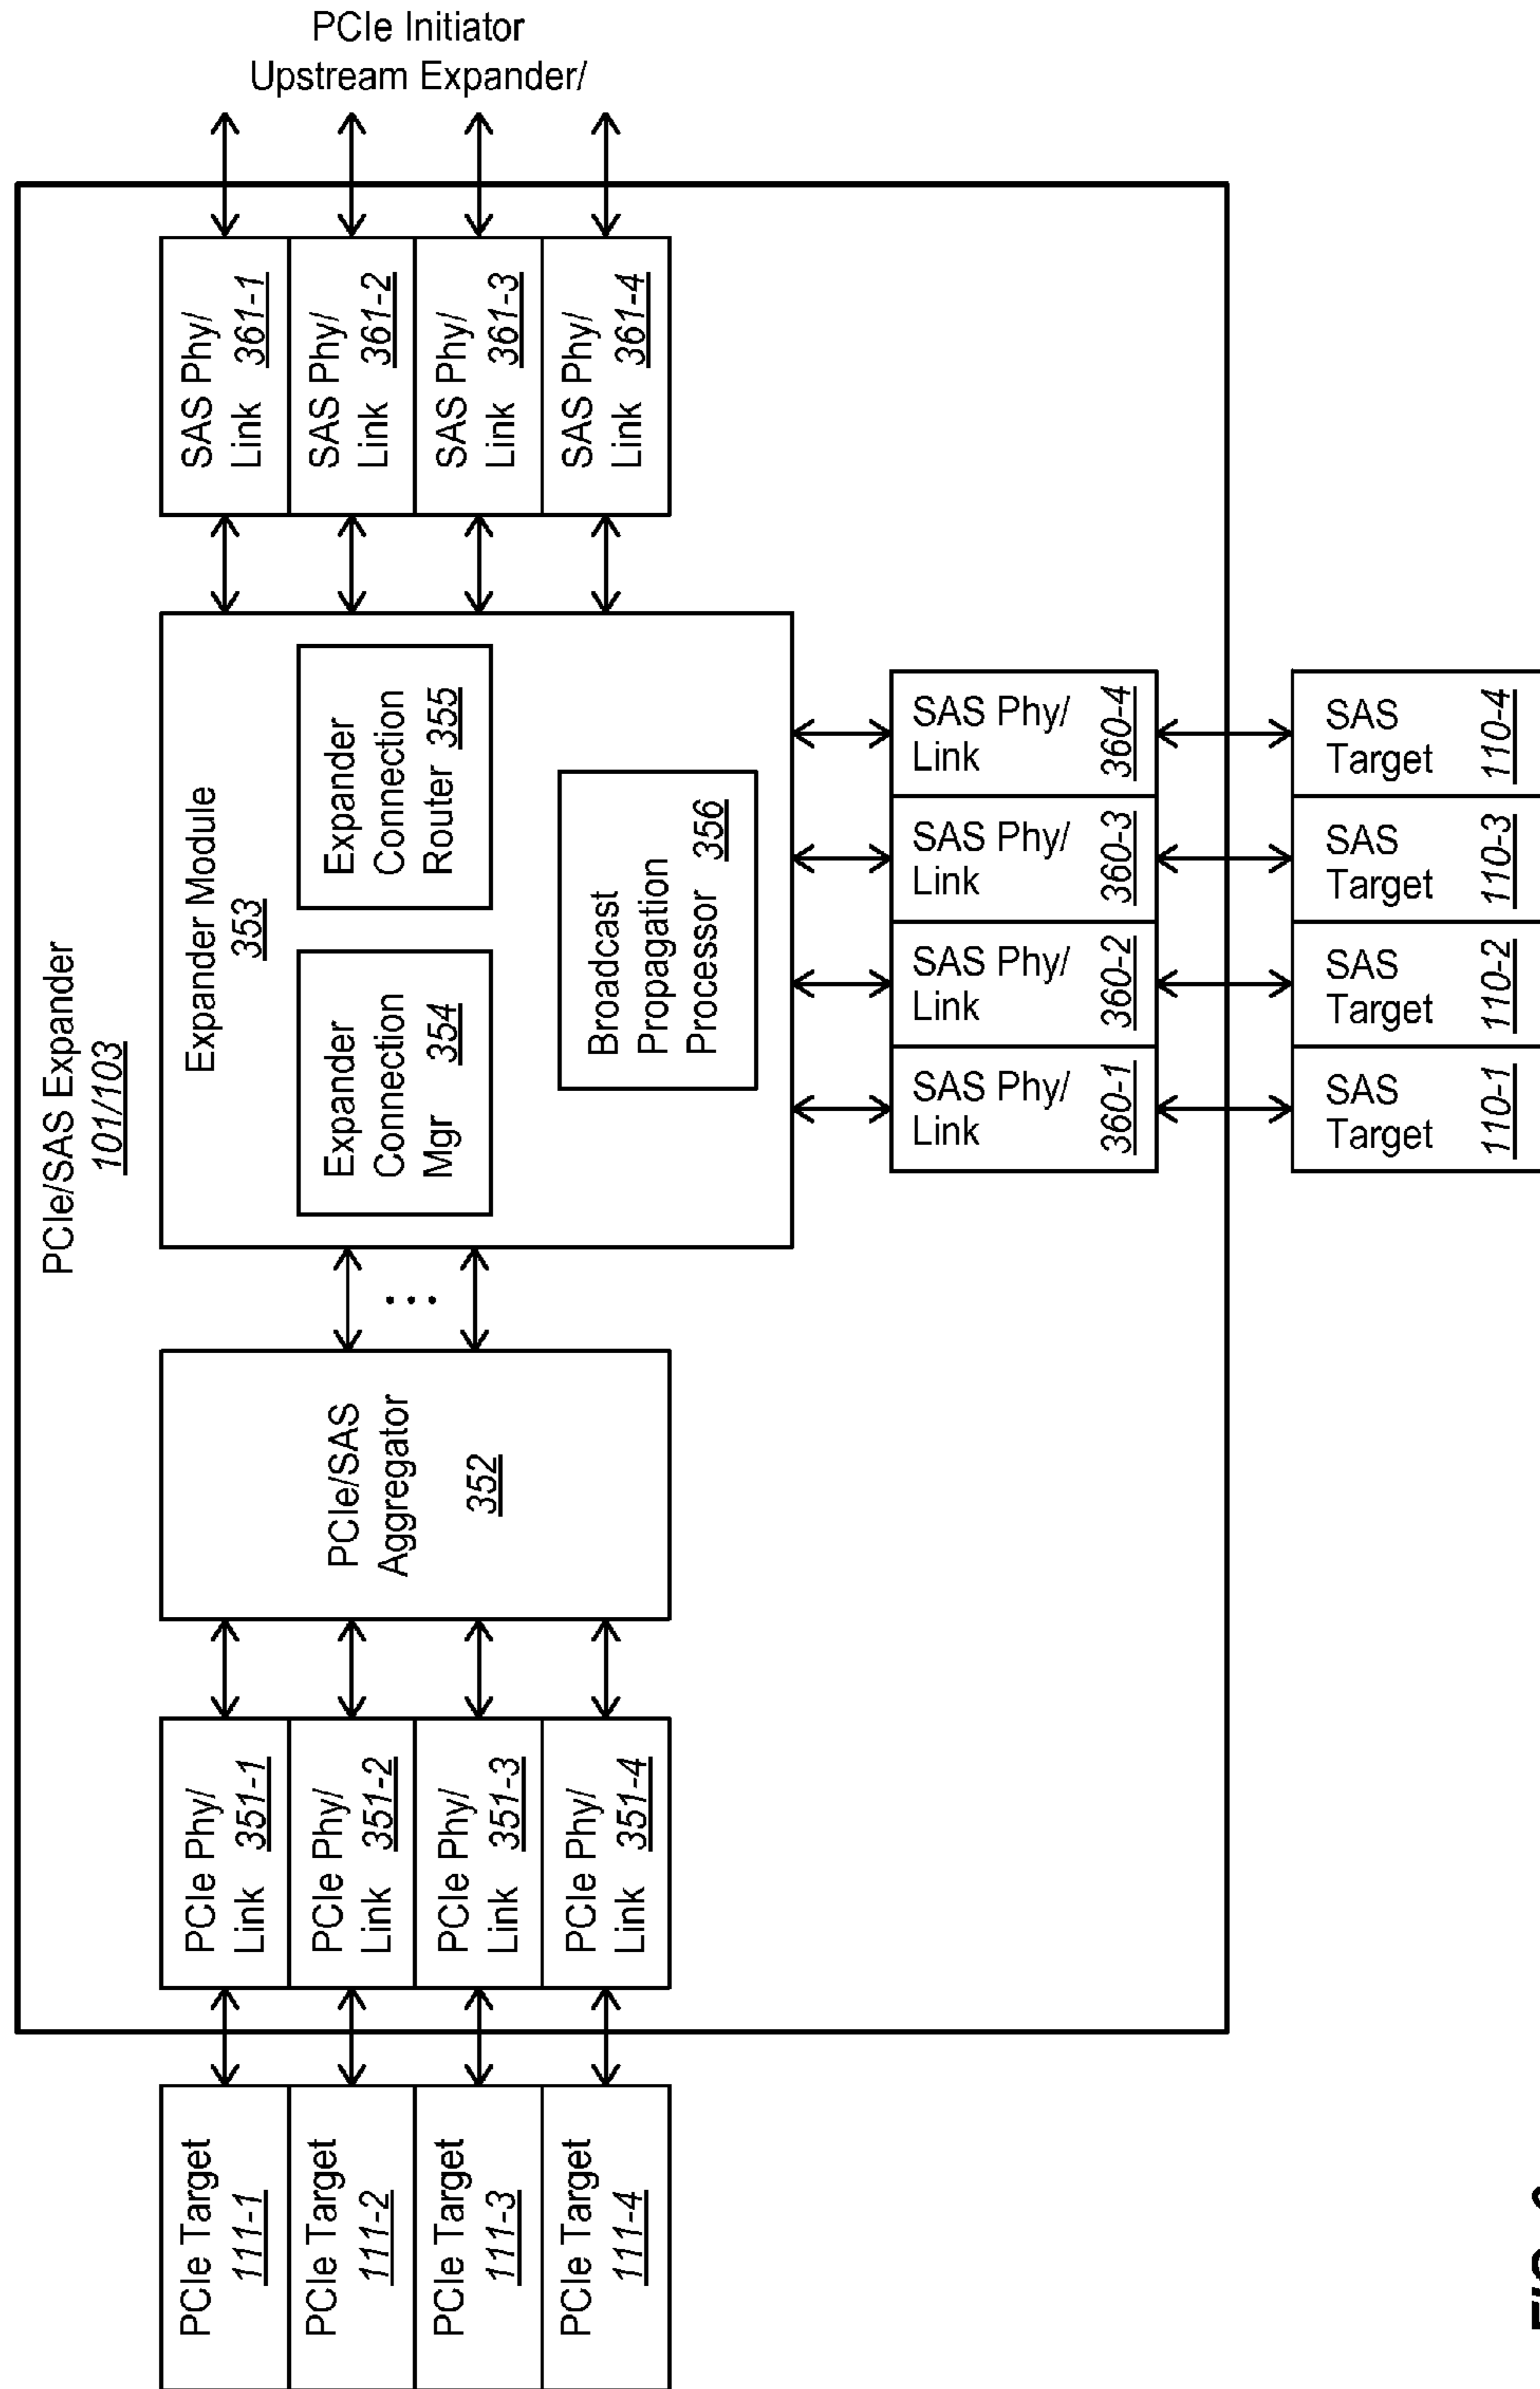 PCIe Initiator
Upstream Expander/
PCIe/SAS Expander
101/103
PCIe Target
111-1
PCIe Target
111-2
PCIe Target
111-3
PCIe Target
111-4
PCIe Phy/
Link 351-1
PCIe Phy/
Link 351-2
PCIe Phy/
Link 351-3
PCIe Phy/
Link 351-4
PCIe/SAS
Aggregator
352
Expander Module
353
Expander
Connection
Mgr 354
Expander
Connection
Router 355
Broadcast
Propagation
Processor 356
SAS Phy/
Link 361-1
SAS Phy/
Link 361-2
SAS Phy/
Link 361-3
SAS Phy/
Link 361-4
SAS Phy/
Link 360-1
SAS Phy/
Link 360-2
SAS Phy/
Link 360-3
SAS Phy/
Link 360-4
SAS
Target 110-1
SAS
Target 110-2
SAS
Target 110-3
SAS
Target 110-4